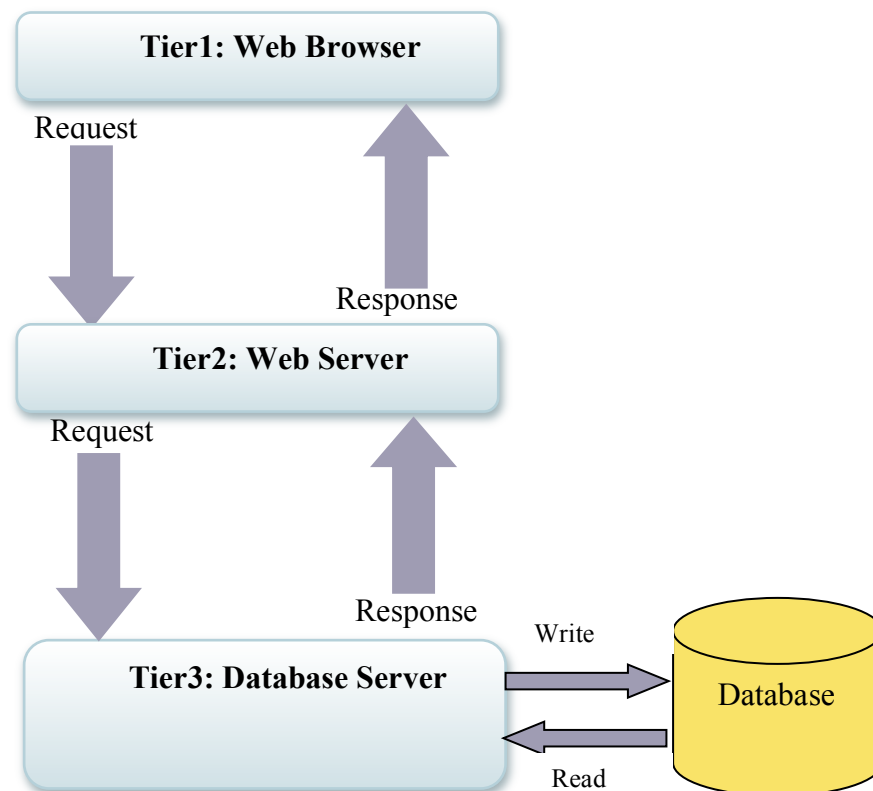 Tier1: Web Browser
Request
Response
Tier2: Web Server
Request
Response
Write
Tier3: Database Server
Database
Read